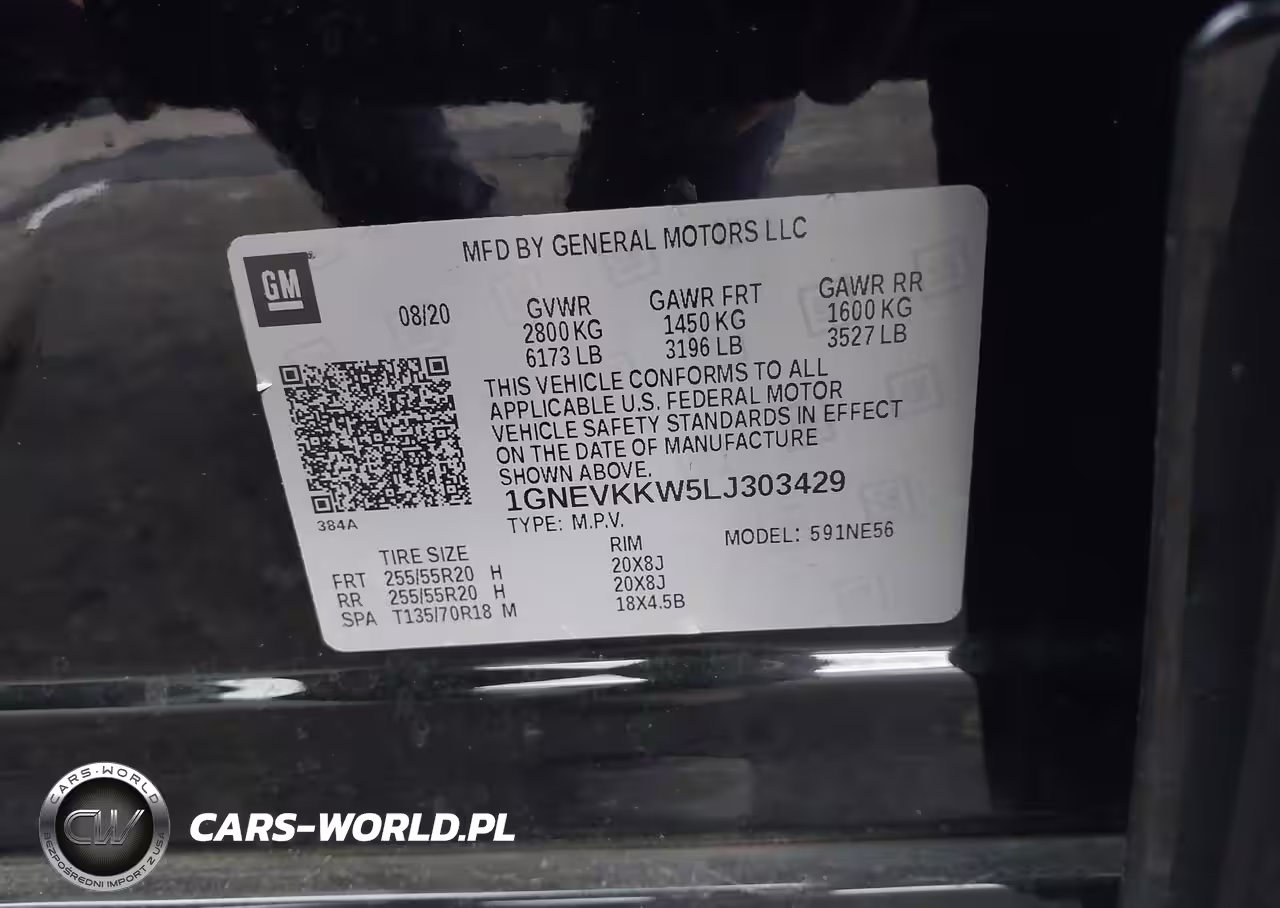 MFD BY GENERAL MOTORS LLC
GM
08/20 GVWR GAWR FRT GAWR RR
2800 KG 1450 KG 1600 KG
6173 LB 3196 LB 3527 LB
THIS VEHICLE CONFORMS TO ALL
APPLICABLE U.S. FEDERAL MOTOR
VEHICLE SAFETY STANDARDS IN EFFECT
ON THE DATE OF MANUFACTURE
SHOWN ABOVE.
1GNEVKKW5LJ303429
384A
TYPE: M.P.V. MODEL: 591NE56
TIRE SIZE RIM
FRT 255/55R20 H 20X8J
RR 255/55R20 H 20X8J
SPA T135/70R18 M 18X4.5B
CARS-WORLD
CW
BEZPOŚREDNI IMPORT Z USA
CARS-WORLD.PL